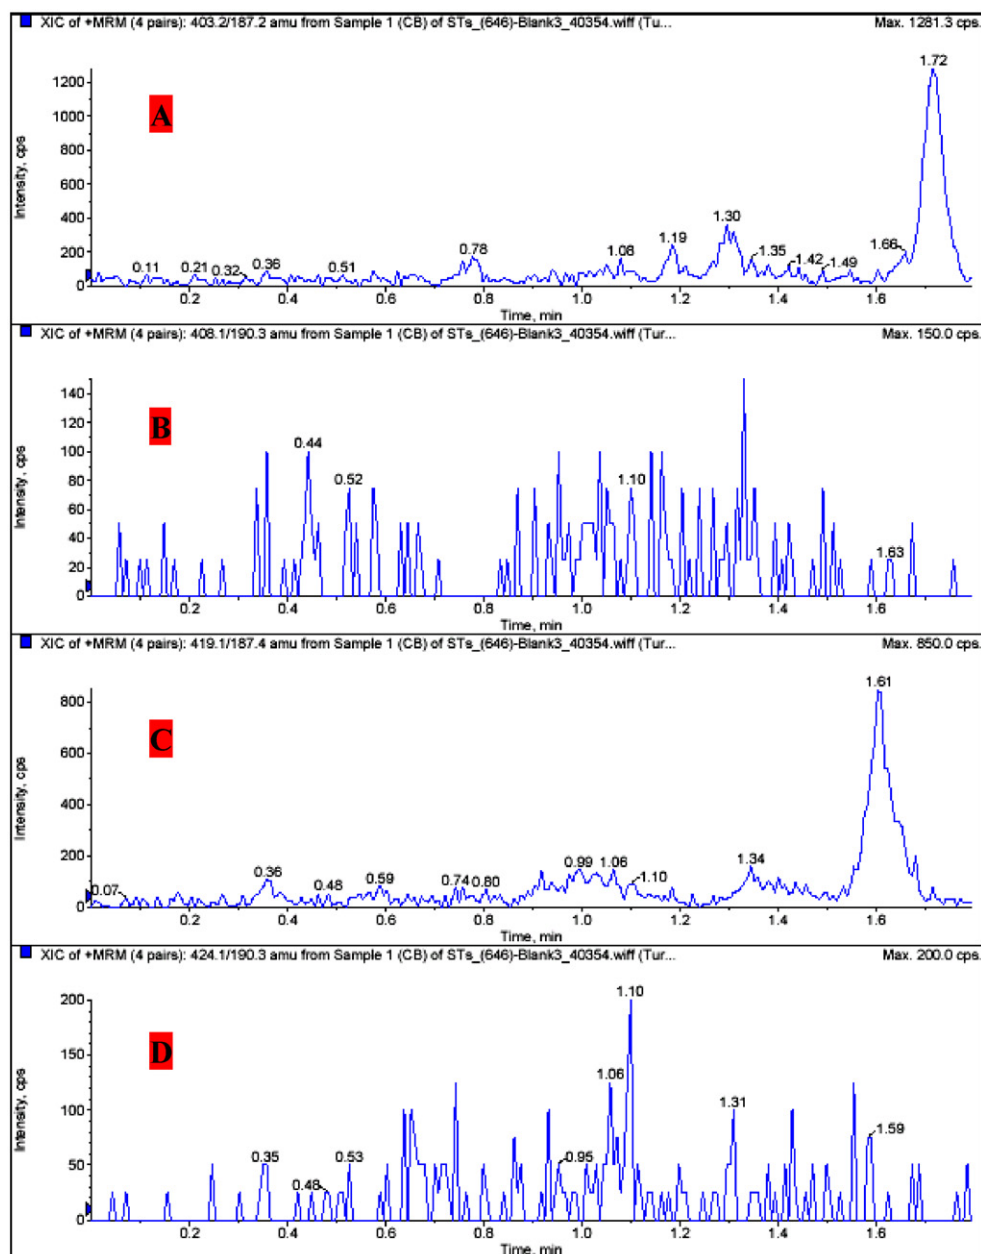 XIC of +MRM (4 pairs): 403.2/187.2 amu from Sample 1 (CB) of STs_(646)-Blank3_40354.wiff (Tu... Max. 1281.3 cps.
1.72
1200
1000
A
800
600
400
1.30
200
0.11 0.21 0.32 0.36 0.51 0.78 1.08 1.19 1.35 1.42 1.49 1.66
0
0.2 0.4 0.6 0.8 1.0 1.2 1.4 1.6
Time, min
Intensity, cps
XIC of +MRM (4 pairs): 408.1/190.3 amu from Sample 1 (CB) of STs_(646)-Blank3_40354.wiff (Tur... Max. 150.0 cps.
140
120
B
100
0.44
80
0.52 1.10
60
40
20
1.63
0
0.2 0.4 0.6 0.8 1.0 1.2 1.4 1.6
Time, min
Intensity, cps
XIC of +MRM (4 pairs): 419.1/187.4 amu from Sample 1 (CB) of STs_(646)-Blank3_40354.wiff (Tur... Max. 850.0 cps.
1.61
800
C
600
400
200
0.07 0.36 0.48 0.59 0.74 0.80 0.99 1.06 1.10 1.34
0
0.2 0.4 0.6 0.8 1.0 1.2 1.4 1.6
Time, min
Intensity, cps
XIC of +MRM (4 pairs): 424.1/190.3 amu from Sample 1 (CB) of STs_(646)-Blank3_40354.wiff (Tur... Max. 200.0 cps.
1.10
200
D
150
1.06
100
1.31
1.59
50
0.35 0.48 0.53 0.95
0
0.2 0.4 0.6 0.8 1.0 1.2 1.4 1.6
Time, min
Intensity, cps